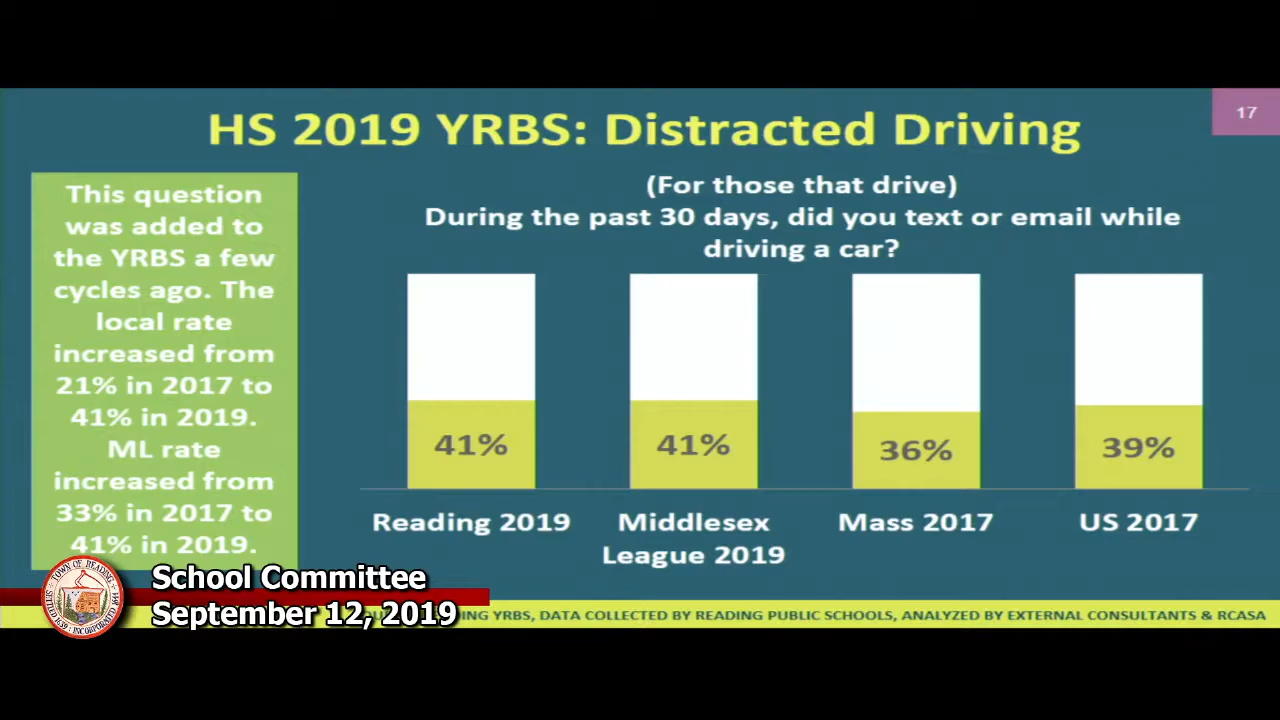 HS 2019 YRBS: Distracted Driving
17
This question
was added to
the YRBS a few
cycles ago. The
local rate
increased from
21% in 2017 to
41% in 2019.
ML rate
increased from
33% in 2017 to
41% in 2019.
(For those that drive)
During the past 30 days, did you text or email while
driving a car?
41%
41%
36%
39%
Reading 2019
Middlesex
League 2019
Mass 2017
US 2017
TOWN OF READING
School Committee
September 12, 2019
YRBS, DATA COLLECTED BY READING PUBLIC SCHOOLS, ANALYZED BY EXTERNAL CONSULTANTS & RCASA